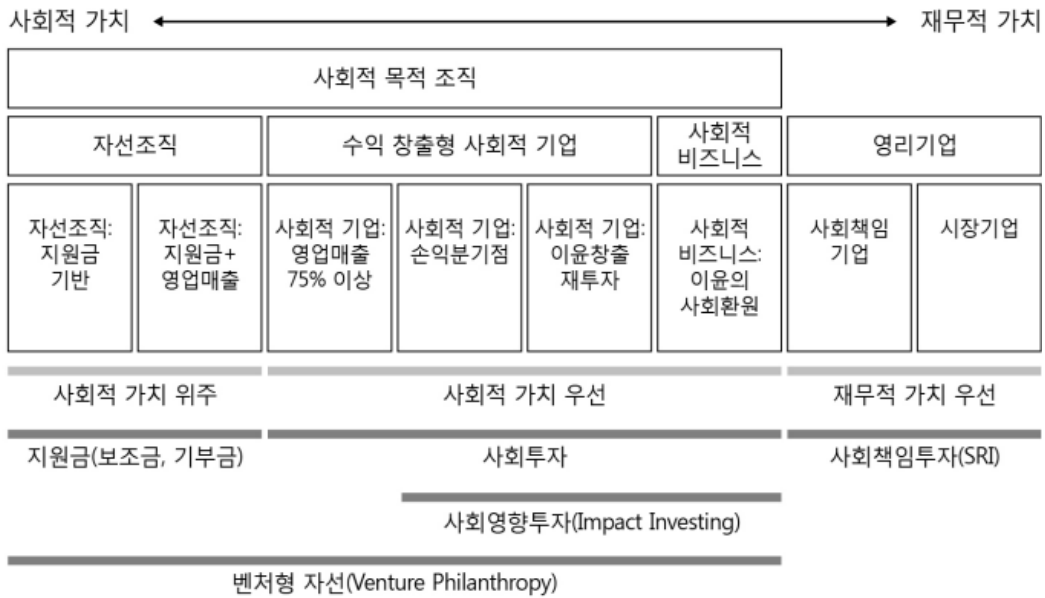 사회적 가치 재무적 가치
사회적 목적 조직
자선조직
수익 창출형 사회적 기업
사회적
비즈니스
영리기업
자선조직:
지원금
기반
자선조직:
지원금+
영업매출
사회적 기업:
영업매출
75% 이상
사회적 기업:
손익분기점
사회적 기업:
이윤창출
재투자
사회적
비즈니스:
이윤의
사회환원
사회책임
기업
시장기업
사회적 가치 위주
사회적 가치 우선
재무적 가치 우선
지원금(보조금, 기부금)
사회투자
사회책임투자(SRI)
사회영향투자(Impact Investing)
벤처형 자선(Venture Philanthropy)